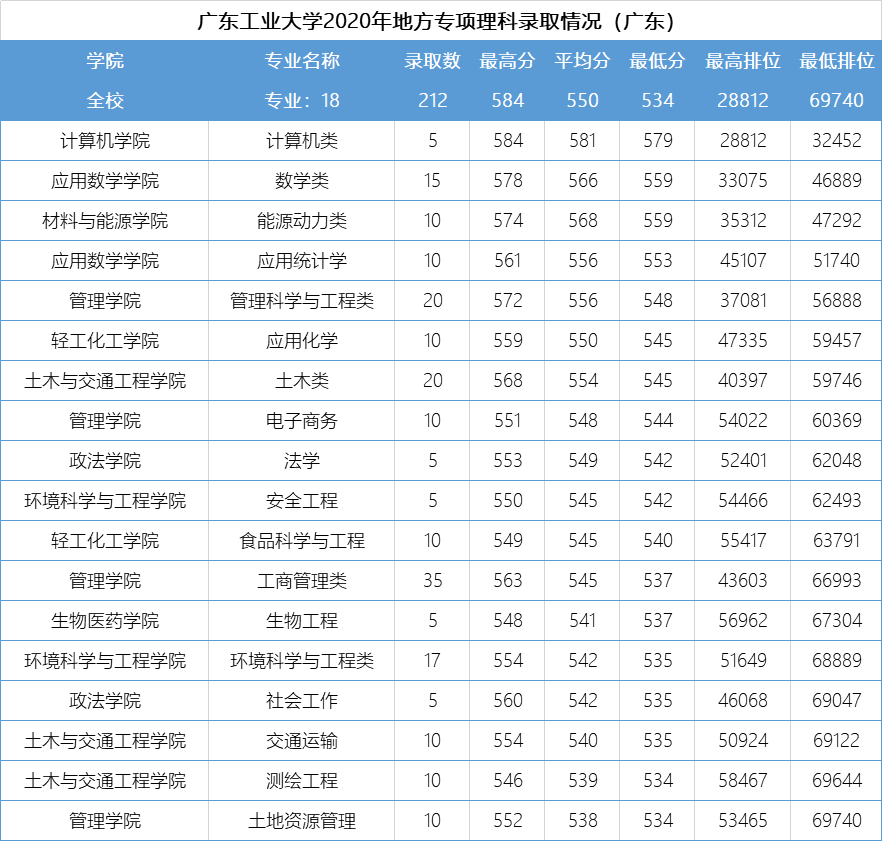 广东工业大学2020年地方专项理科录取情况（广东）
学院 专业名称 录取数 最高分 平均分 最低分 最高排位 最低排位
全校 专业：18 212 584 550 534 28812 69740
计算机学院 计算机类 5 584 581 579 28812 32452
应用数学学院 数学类 15 578 566 559 33075 46889
材料与能源学院 能源动力类 10 574 568 559 35312 47292
应用数学学院 应用统计学 10 561 556 553 45107 51740
管理学院 管理科学与工程类 20 572 556 548 37081 56888
轻工化工学院 应用化学 10 559 550 545 47335 59457
土木与交通工程学院 土木类 20 568 554 545 40397 59746
管理学院 电子商务 10 551 548 544 54022 60369
政法学院 法学 5 553 549 542 52401 62048
环境科学与工程学院 安全工程 5 550 545 542 54466 62493
轻工化工学院 食品科学与工程 10 549 545 540 55417 63791
管理学院 工商管理类 35 563 545 537 43603 66993
生物医药学院 生物工程 5 548 541 537 56962 67304
环境科学与工程学院 环境科学与工程类 17 554 542 535 51649 68889
政法学院 社会工作 5 560 542 535 46068 69047
土木与交通工程学院 交通运输 10 554 540 535 50924 69122
土木与交通工程学院 测绘工程 10 546 539 534 58467 69644
管理学院 土地资源管理 10 552 538 534 53465 69740